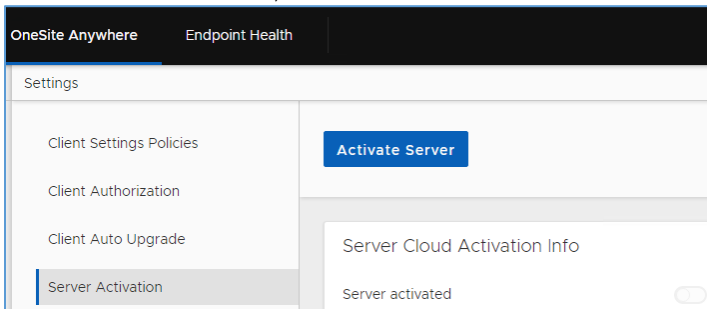 OneSite Anywhere Endpoint Health
Settings
Client Settings Policies
Activate Server
Client Authorization
Client Auto Upgrade
Server Cloud Activation Info
Server Activation
Server activated